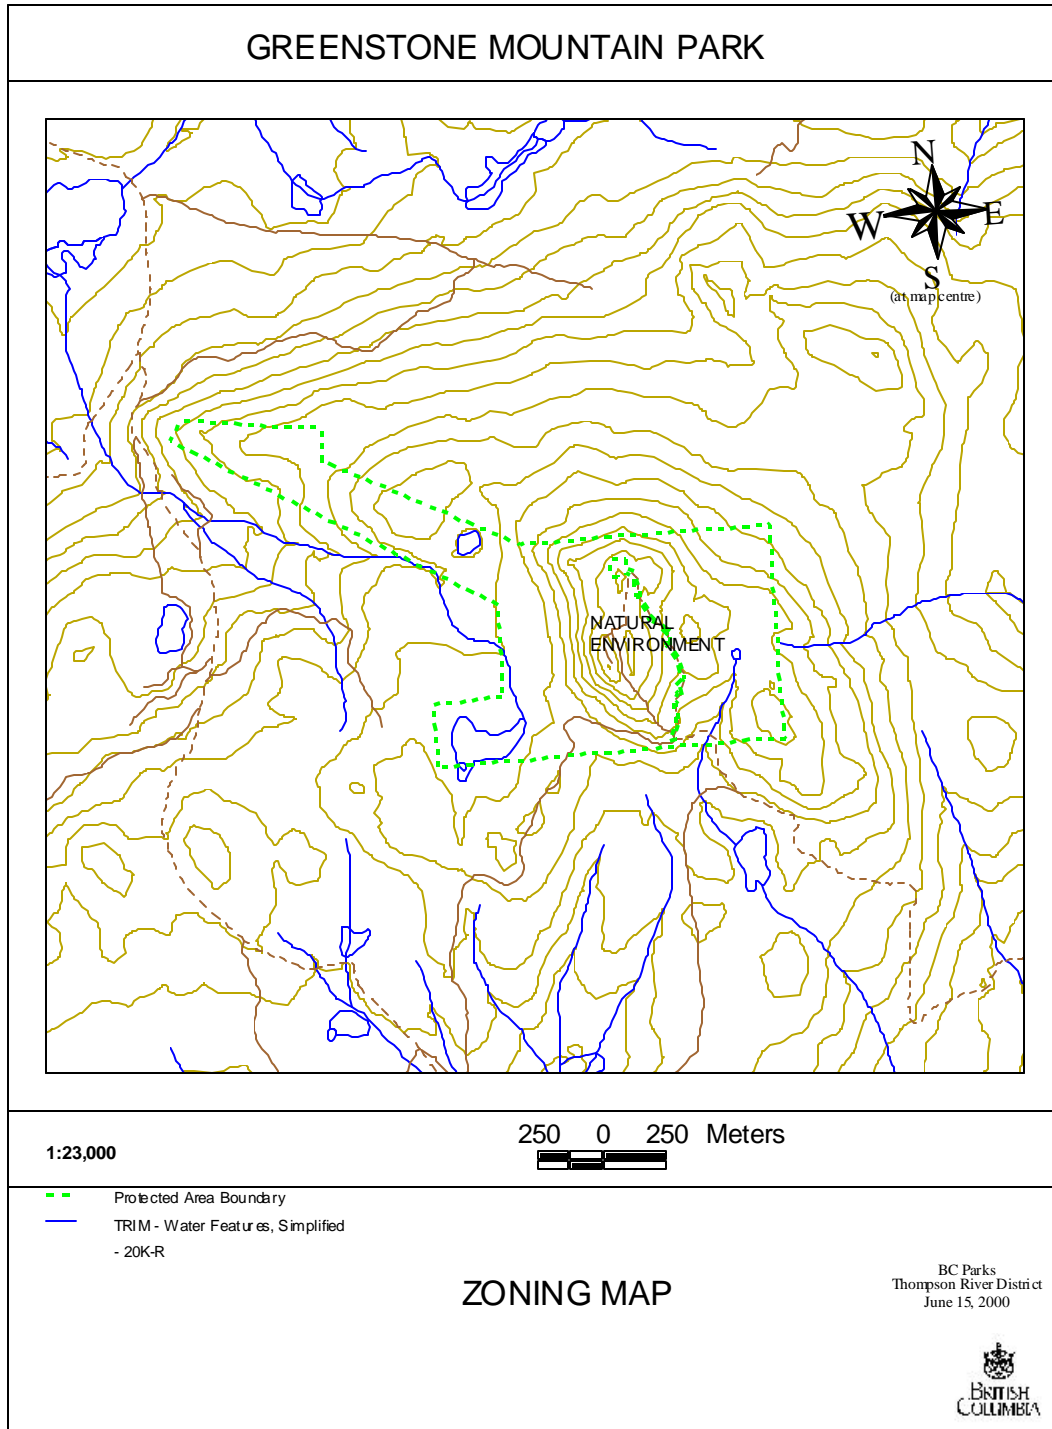 GREENSTONE MOUNTAIN PARK
N
W E
S
(at map centre)
NATURAL
ENVIRONMENT
1:23,000
250 0 250 Meters
Protected Area Boundary
TRIM - Water Features, Simplified
- 20K-R
ZONING MAP
BC Parks
Thompson River District
June 15, 2000
BRITISH
COLUMBIA